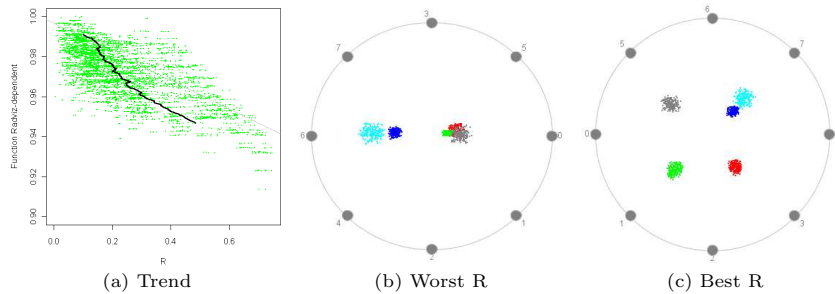 1.00
0.98
0.96
0.94
0.92
0.90
Function Radviz-dependent
0.0 0.2 0.4 0.6
R
(a) Trend
3
7 5
6 0
4 1
2
(b) Worst R
6
5 7
0
1 3
2
(c) Best R